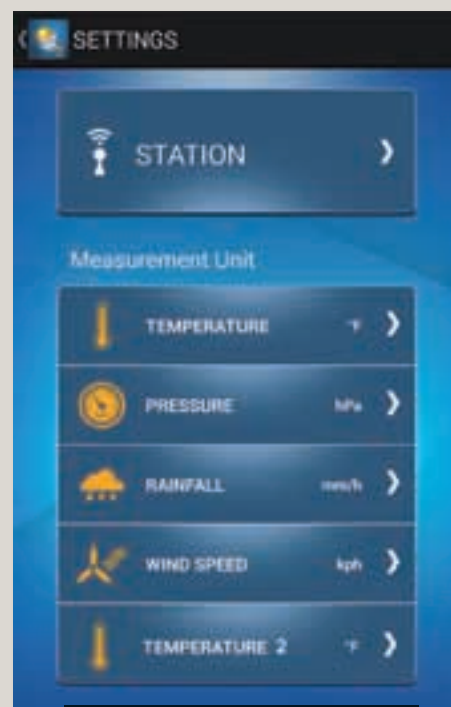 SETTINGS
STATION
Measurement Unit
TEMPERATURE °F
PRESSURE hPa
RAINFALL mm/h
WIND SPEED kph
TEMPERATURE 2 °F